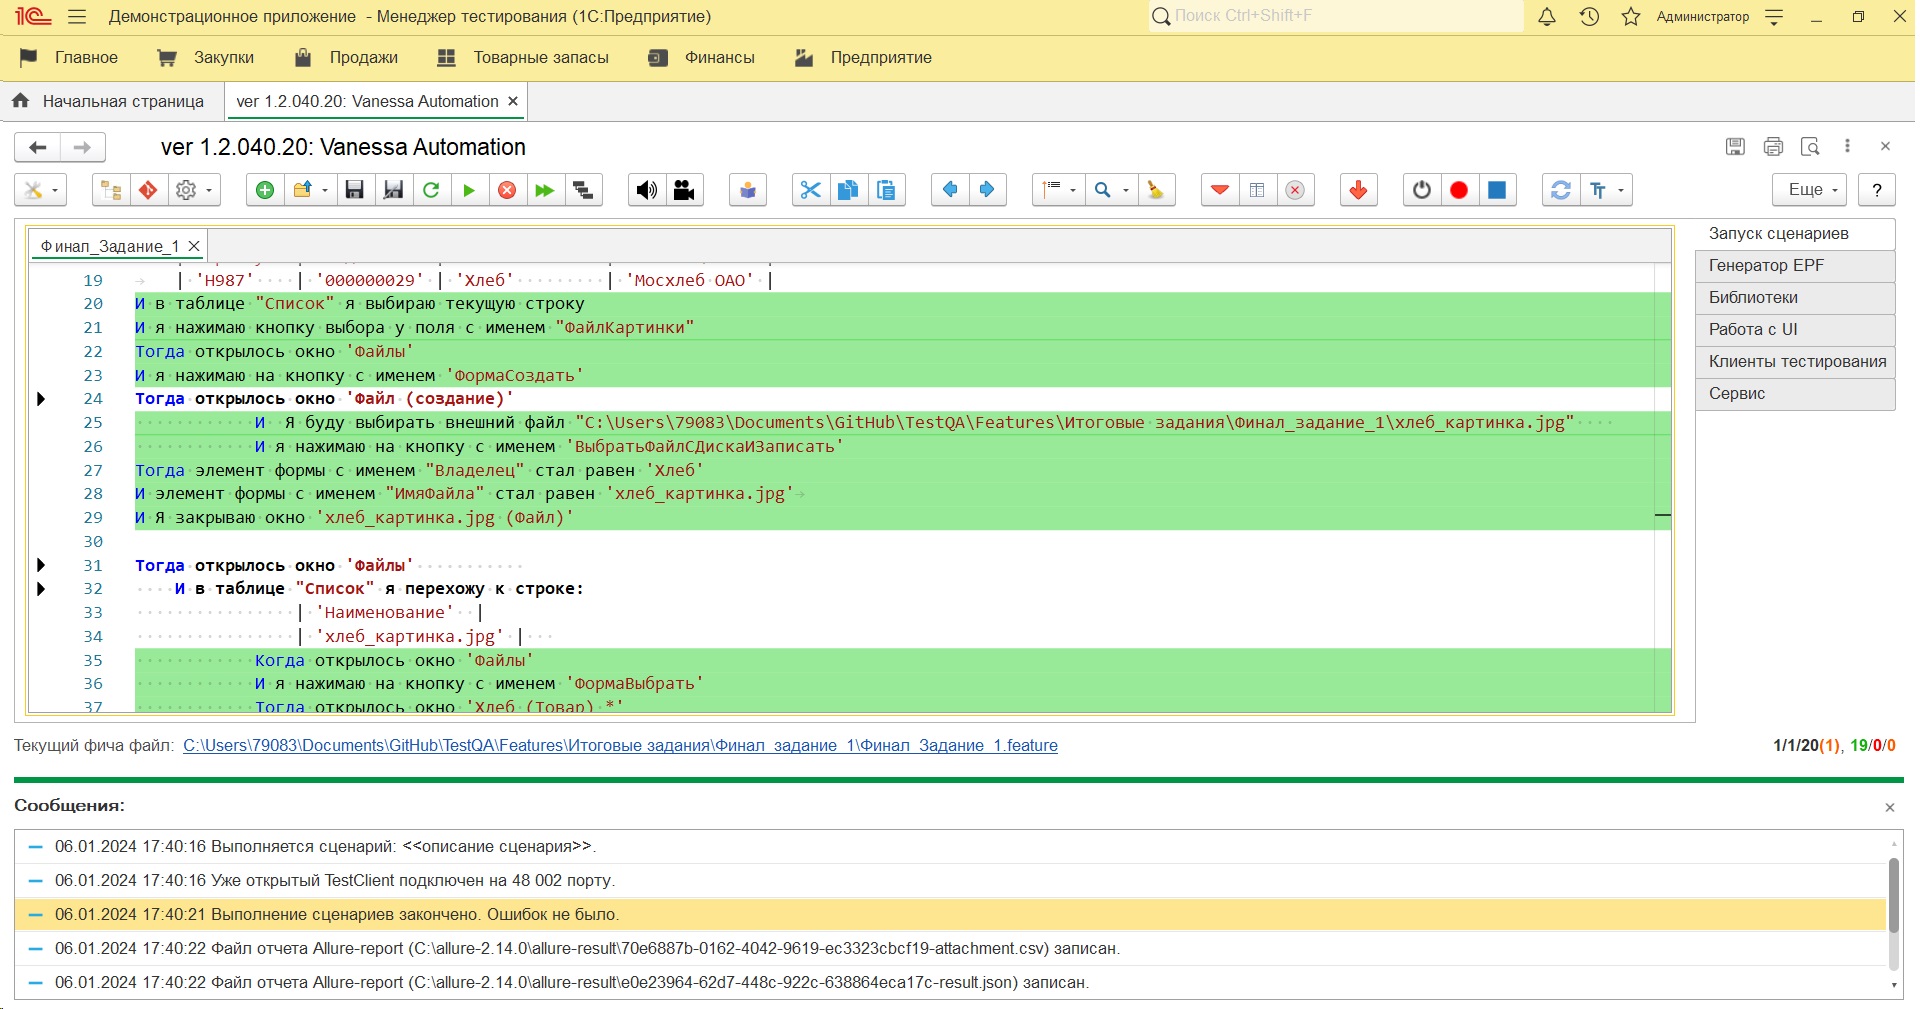 Демонстрационное приложение - Менеджер тестирования (1С:Предприятие)
Поиск Ctrl+Shift+F
Администратор
Главное
Закупки
Продажи
Товарные запасы
Финансы
Предприятие
Начальная страница
ver 1.2.040.20: Vanessa Automation
ver 1.2.040.20: Vanessa Automation
Еще
?
Финал_Задание_1
19 | 'Н987' | '000000029' | 'Хлеб' | 'Мосхлеб ОАО' |
20 И в таблице "Список" я выбираю текущую строку
21 И я нажимаю кнопку выбора у поля с именем "ФайлКартинки"
22 Тогда открылось окно 'Файлы'
23 И я нажимаю на кнопку с именем 'ФормаСоздать'
24 Тогда открылось окно 'Файл (создание)'
25 И Я буду выбирать внешний файл "C:\Users\79083\Documents\GitHub\TestQA\Features\Итоговые задания\Финал_задание_1\хлеб_картинка.jpg"
26 И я нажимаю на кнопку с именем 'ВыбратьФайлСДискаИЗаписать'
27 Тогда элемент формы с именем "Владелец" стал равен 'Хлеб'
28 И элемент формы с именем "ИмяФайла" стал равен 'хлеб_картинка.jpg'
29 И Я закрываю окно 'хлеб_картинка.jpg (Файл)'
30
31 Тогда открылось окно 'Файлы'
32 И в таблице "Список" я перехожу к строке:
33 | 'Наименование' |
34 | 'хлеб_картинка.jpg' |
35 Когда открылось окно 'Файлы'
36 И я нажимаю на кнопку с именем 'ФормаВыбрать'
37 Тогда открылось окно 'Хлеб (Товар) *'
Запуск сценариев
Генератор EPF
Библиотеки
Работа с UI
Клиенты тестирования
Сервис
Текущий фича файл: C:\Users\79083\Documents\GitHub\TestQA\Features\Итоговые задания\Финал_задание_1\Финал_Задание_1.feature
1/1/20(1), 19/0/0
Сообщения:
06.01.2024 17:40:16 Выполняется сценарий: <<описание сценария>>.
06.01.2024 17:40:16 Уже открытый TestClient подключен на 48 002 порту.
06.01.2024 17:40:21 Выполнение сценариев закончено. Ошибок не было.
06.01.2024 17:40:22 Файл отчета Allure-report (C:\allure-2.14.0\allure-result\70e6887b-0162-4042-9619-ec3323cbcf19-attachment.csv) записан.
06.01.2024 17:40:22 Файл отчета Allure-report (C:\allure-2.14.0\allure-result\e0e23964-62d7-448c-922c-638864eca17c-result.json) записан.